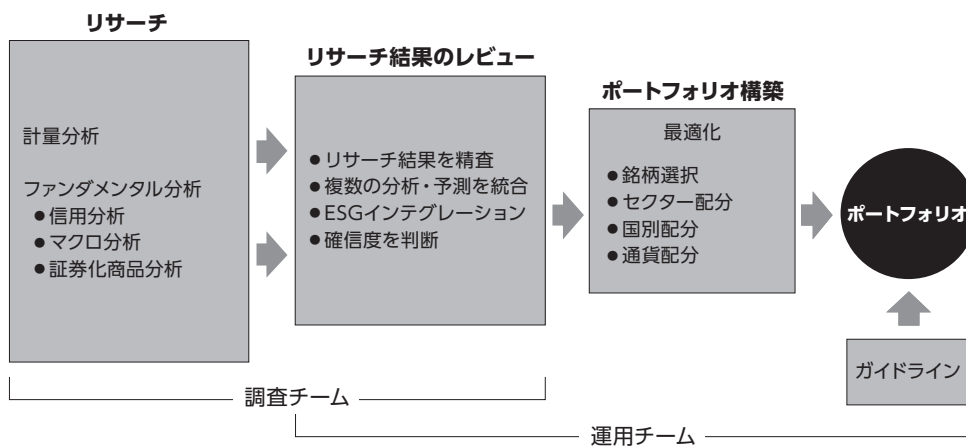 リサーチ
計量分析
ファンダメンタル分析
●信用分析
●マクロ分析
●証券化商品分析
リサーチ結果のレビュー
●リサーチ結果を精査
●複数の分析・予測を統合
●ESGインテグレーション
●確信度を判断
ポートフォリオ構築
最適化
●銘柄選択
●セクター配分
●国別配分
●通貨配分
ポートフォリオ
ガイドライン
調査チーム
運用チーム